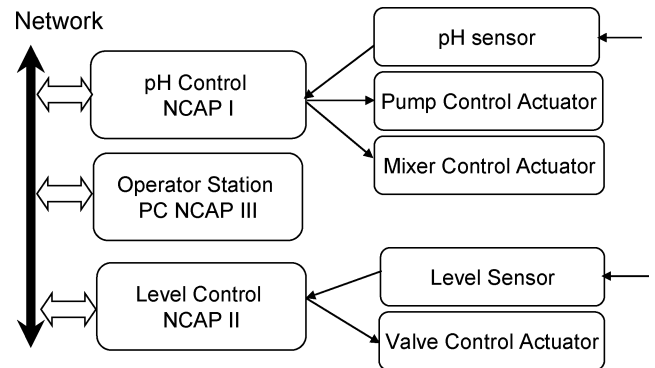 Network
pH Control
NCAP I
Operator Station
PC NCAP III
Level Control
NCAP II
pH sensor
Pump Control Actuator
Mixer Control Actuator
Level Sensor
Valve Control Actuator